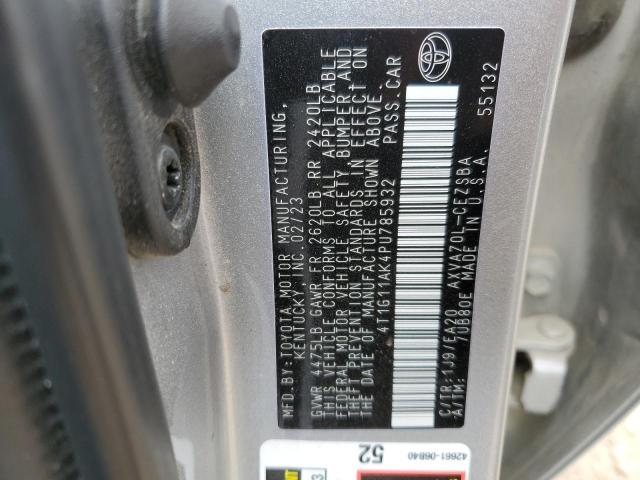 MFD.BY:TOYOTA MOTOR MANUFACTURING,
KENTUCKY, INC. 02/23
GVWR 4475LB GAWR FR 2620LB RR 2420LB
THIS VEHICLE CONFORMS TO ALL APPLICABLE
FEDERAL MOTOR VEHICLE SAFETY, BUMPER, AND
THEFT PREVENTION STANDARDS IN EFFECT ON
THE DATE OF MANUFACTURE SHOWN ABOVE.
4T1G11AK4PU785932 PASS.CAR
C/TR:1J9/EA20 AXVA70L-CEZSBA
A/TM: 70B80E MADE IN U.S.A. 55132
52
42661-06B40